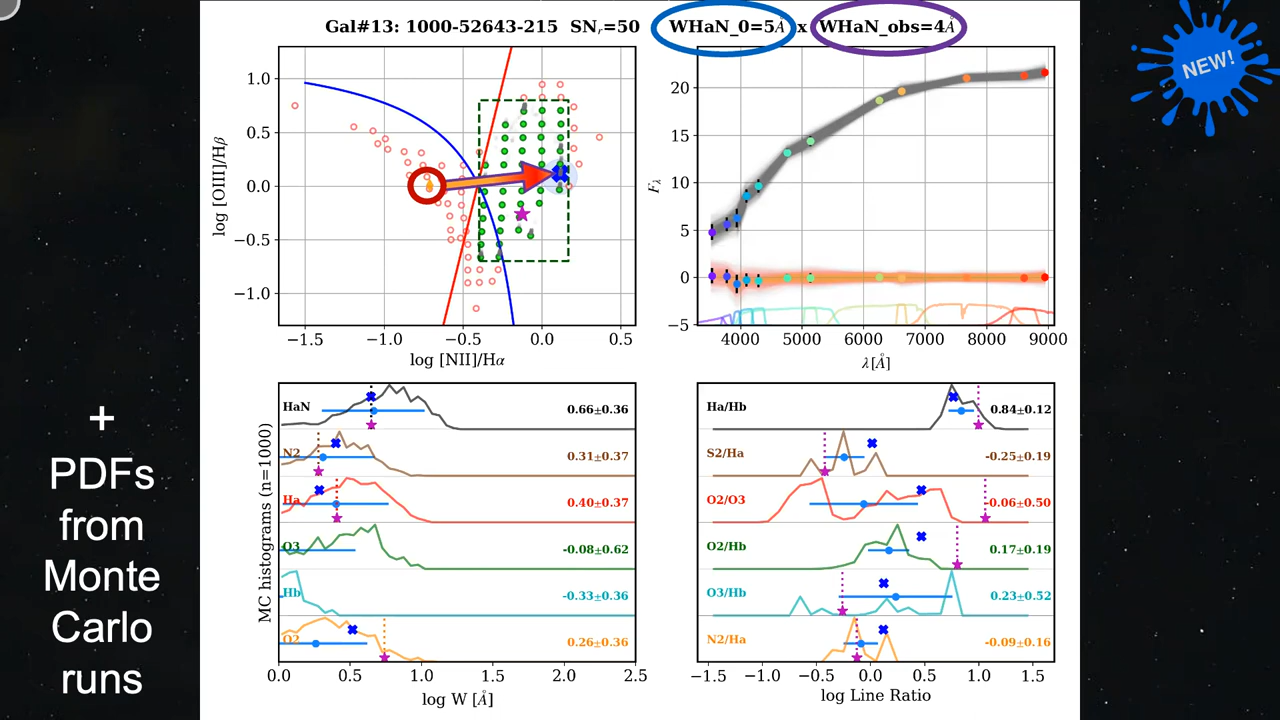 Gal#13: 1000-52643-215 SNr=50 WHaN_0=5Å x WHaN_obs=4Å
NEW!
log [OIII]/Hβ
1.0
0.5
0.0
−0.5
−1.0
−1.5
−1.0
−0.5
0.0
0.5
log [NII]/Hα
Fλ
20
15
10
5
0
−5
4000
5000
6000
7000
8000
9000
λ[Å]
+
PDFs
from
Monte
Carlo
runs
MC histograms (n=1000)
HaN 0.66±0.36
N2 0.31±0.37
Ha 0.40±0.37
O3 -0.08±0.62
Hb -0.33±0.36
O2 0.26±0.36
0.0 0.5 1.0 1.5 2.0 2.5
log W [Å]
Ha/Hb 0.84±0.12
S2/Ha -0.25±0.19
O2/O3 -0.06±0.50
O2/Hb 0.17±0.19
O3/Hb 0.23±0.52
N2/Ha -0.09±0.16
−1.5 −1.0 −0.5 0.0 0.5 1.0 1.5
log Line Ratio